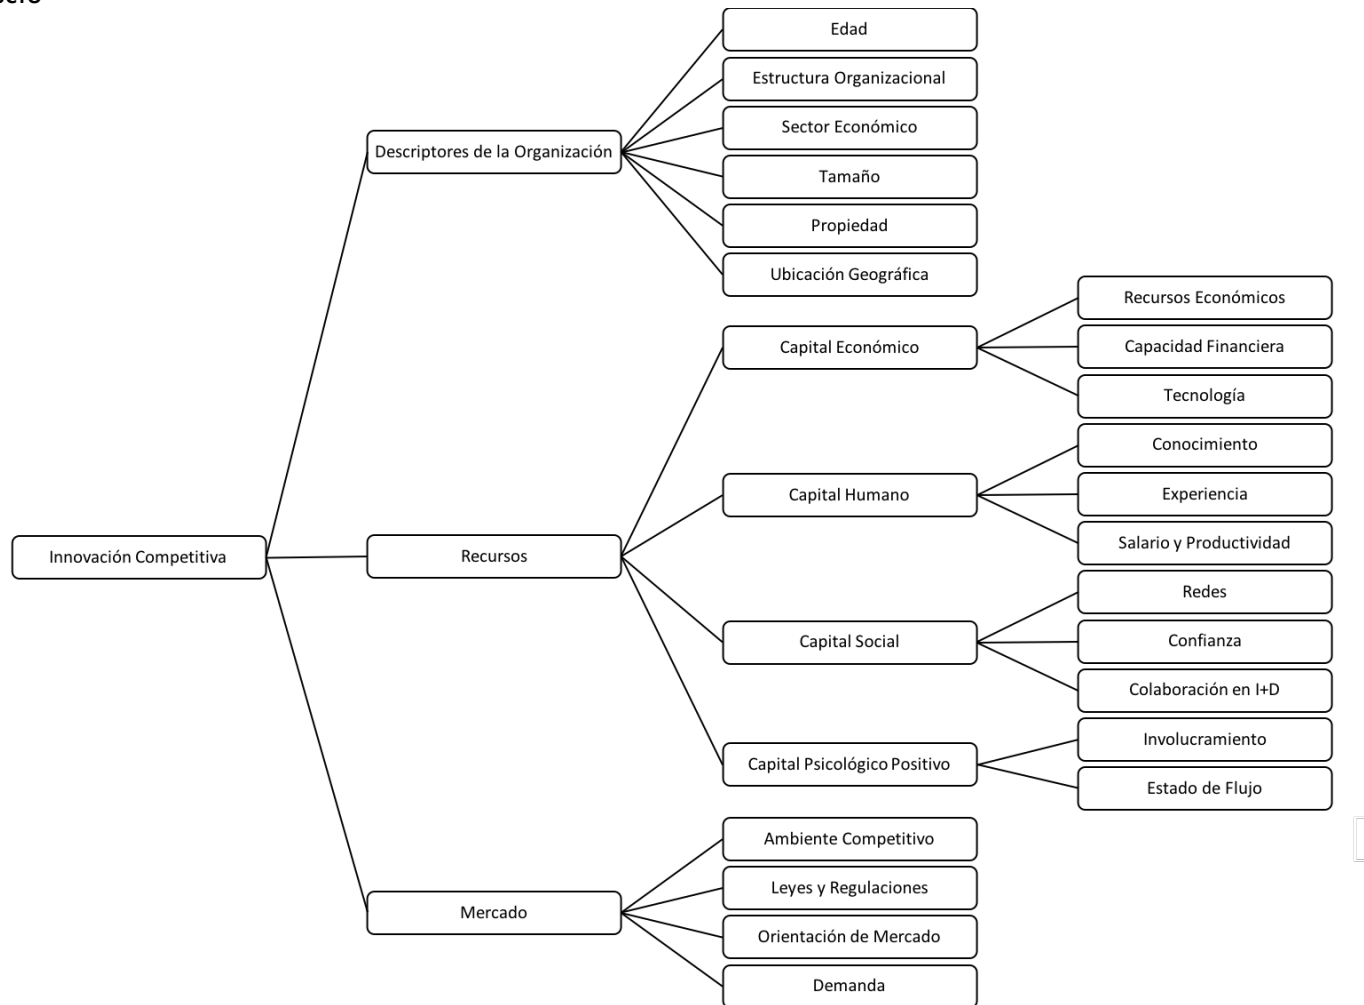 Edad
Estructura Organizacional
Sector Económico
Descriptores de la Organización
Tamaño
Propiedad
Ubicación Geográfica
Recursos Económicos
Capital Económico
Capacidad Financiera
Tecnología
Conocimiento
Capital Humano
Experiencia
Salario y Productividad
Innovación Competitiva
Recursos
Redes
Capital Social
Confianza
Colaboración en I+D
Involucramiento
Capital Psicológico Positivo
Estado de Flujo
Ambiente Competitivo
Leyes y Regulaciones
Mercado
Orientación de Mercado
Demanda